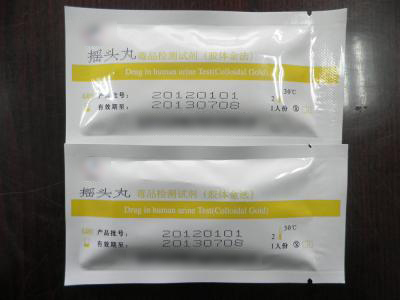 摇头丸 毒品检测试剂(胶体金法)
Drug in human urine Test(Colloidal Gold)
产品批号: 20120101
有效期至: 20130708
2 30℃
1人份
摇头丸 毒品检测试剂(胶体金法)
Drug in human urine Test(Colloidal Gold)
产品批号: 20120101
有效期至: 20130708
2 30℃
1人份